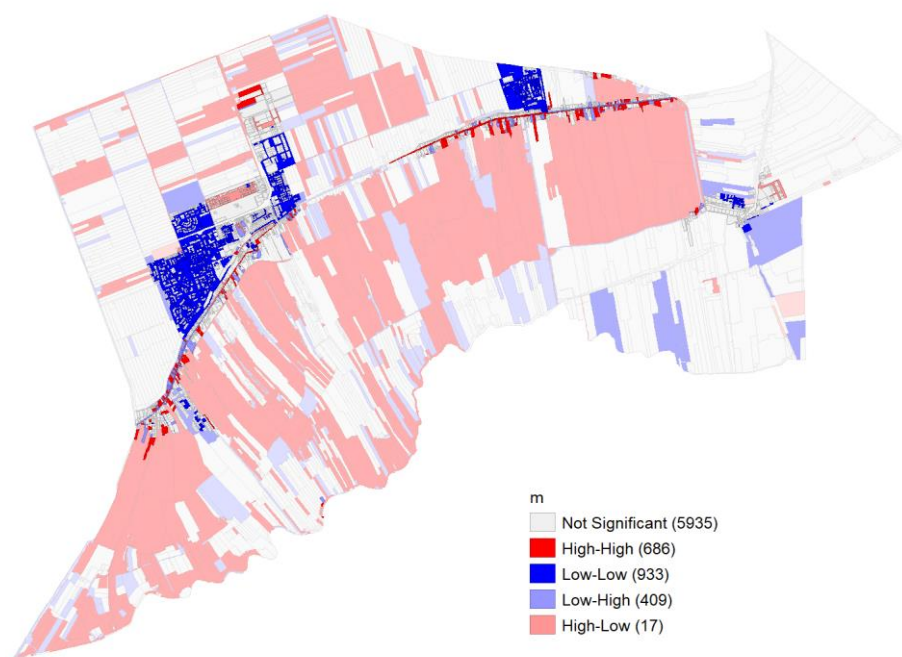 m
Not Significant (5935)
High-High (686)
Low-Low (933)
Low-High (409)
High-Low (17)